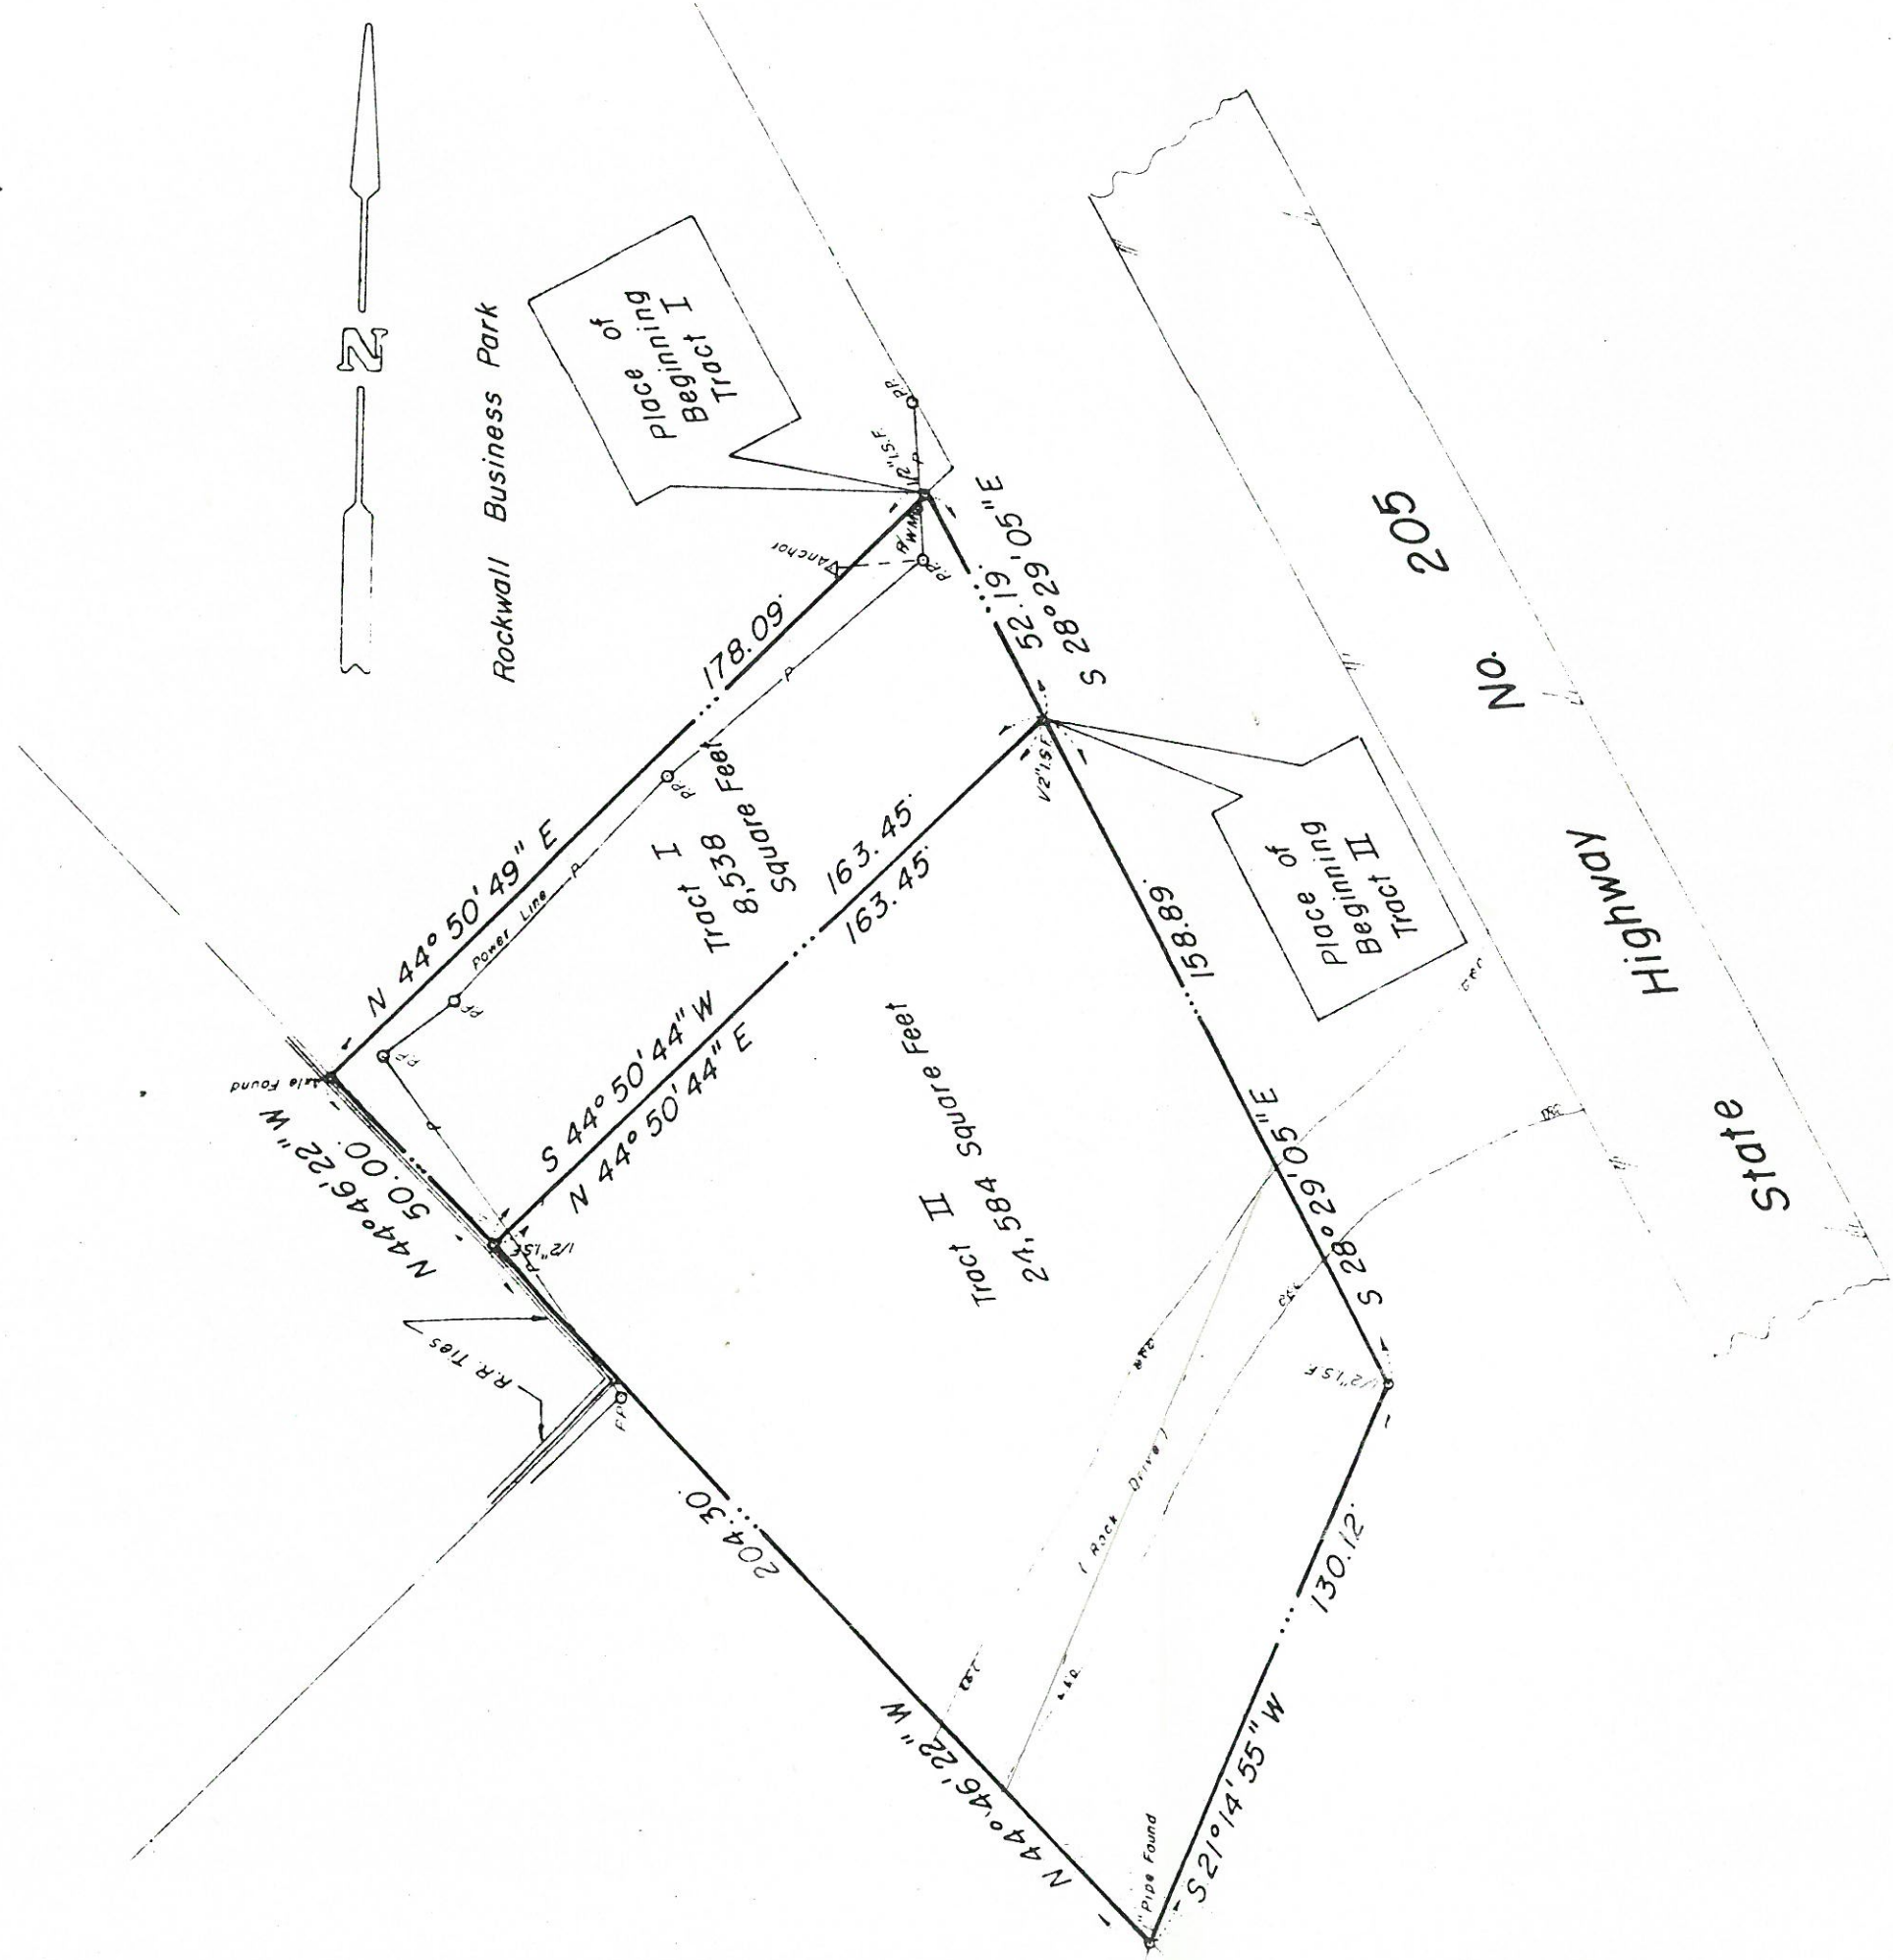 N
Rockwall Business Park
Place of
Beginning
Tract I
P.P.
1/2" I.S.F.
P
WM
P.P.
Anchor
178.09'
N 44° 50' 49" E
52.19'
S 28° 29' 05" E
P
P.P.
Power Line
P
P.P.
P.P.
P
Tract I
8,538
Square Feet
163.45'
163.45'
S 44° 50' 44" W
N 44° 50' 44" E
Found
N 44° 46' 22" W
50.00'
1/2" I.S.F.
P
R.R. Ties
R.R. Ties
P.P.
1/2" I.S.F.
Place of
Beginning
Tract II
158.89'
S 28° 29' 05" E
Tract II
24,584 Square Feet
204.30'
N 44° 46' 22" W
( Rock Drive )
1/2" I.S.F.
130.12'
S 21° 14' 55" W
" Pipe Found
State Highway No. 205